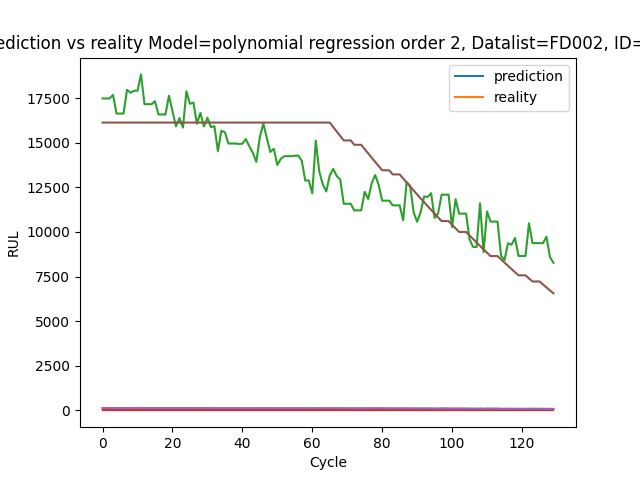 ediction vs reality Model=polynomial regression order 2, Datalist=FD002, ID=
prediction
reality
17500
15000
12500
10000
7500
5000
2500
0
RUL
0 20 40 60 80 100 120
Cycle